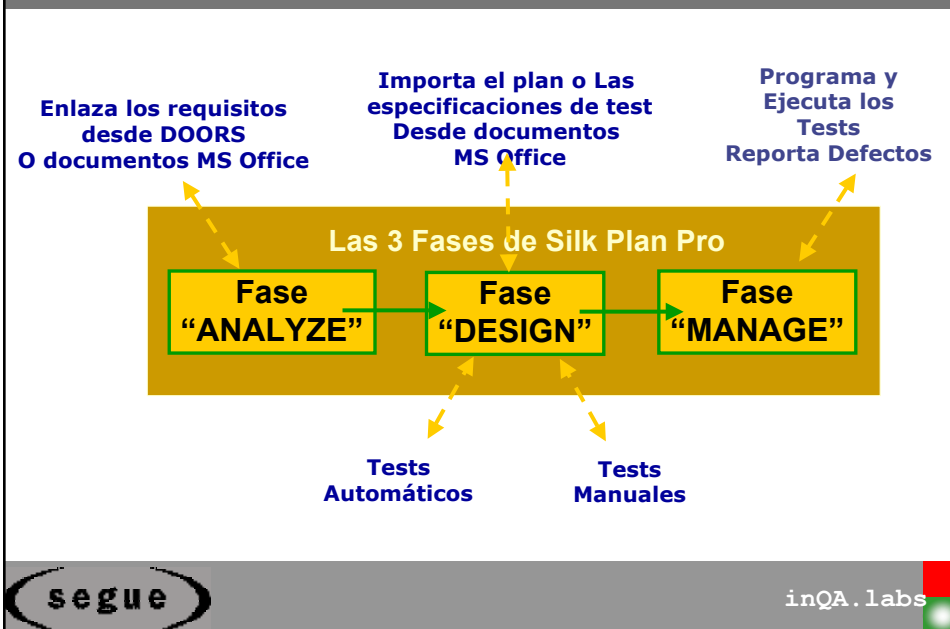 Enlaza los requisitos
desde DOORS
O documentos MS Office
Importa el plan o Las
especificaciones de test
Desde documentos
MS Office
Programa y
Ejecuta los
Tests
Reporta Defectos
Las 3 Fases de Silk Plan Pro
Fase
“ANALYZE”
Fase
“DESIGN”
Fase
“MANAGE”
Tests
Automáticos
Tests
Manuales
segue
inQA.labs